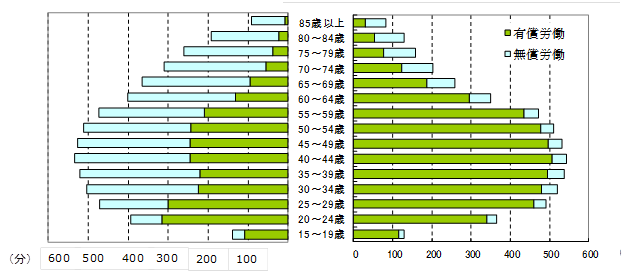 85歳以上
80～84歳
75～79歳
70～74歳
65～69歳
60～64歳
55～59歳
50～54歳
45～49歳
40～44歳
35～39歳
30～34歳
25～29歳
20～24歳
15～19歳
有償労働
無償労働
(分) 600 500 400 300 200 100
0 100 200 300 400 500 600